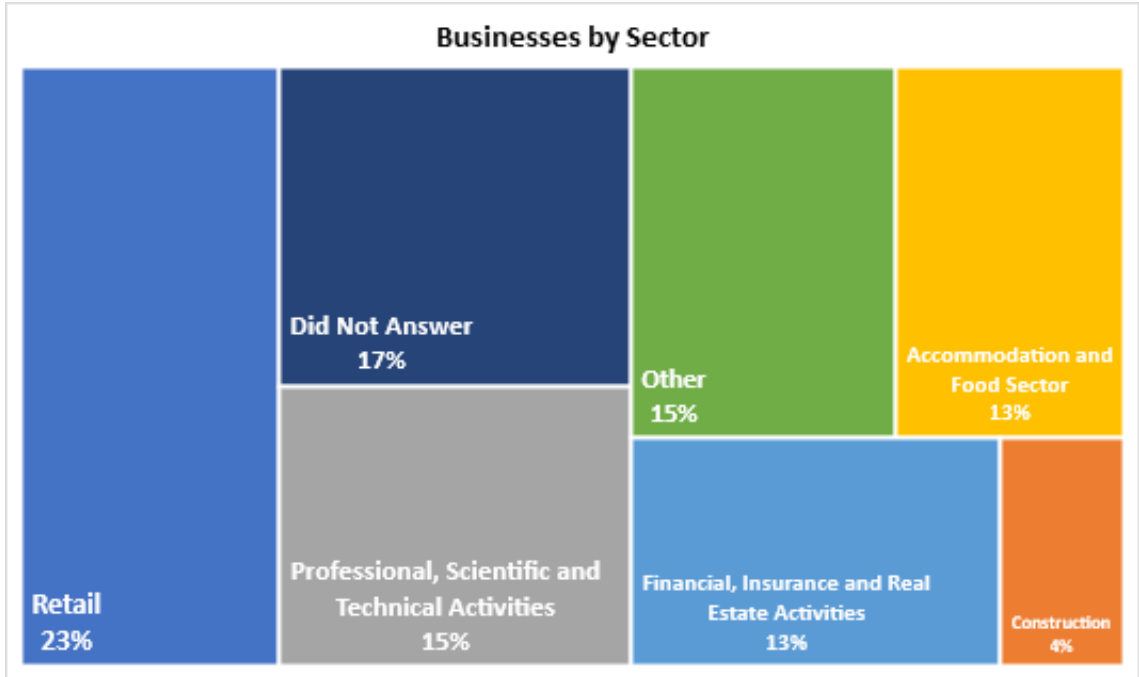 Businesses by Sector
Retail
23%
Did Not Answer
17%
Professional, Scientific and
Technical Activities
15%
Other
15%
Accommodation and
Food Sector
13%
Financial, Insurance and Real
Estate Activities
13%
Construction
4%